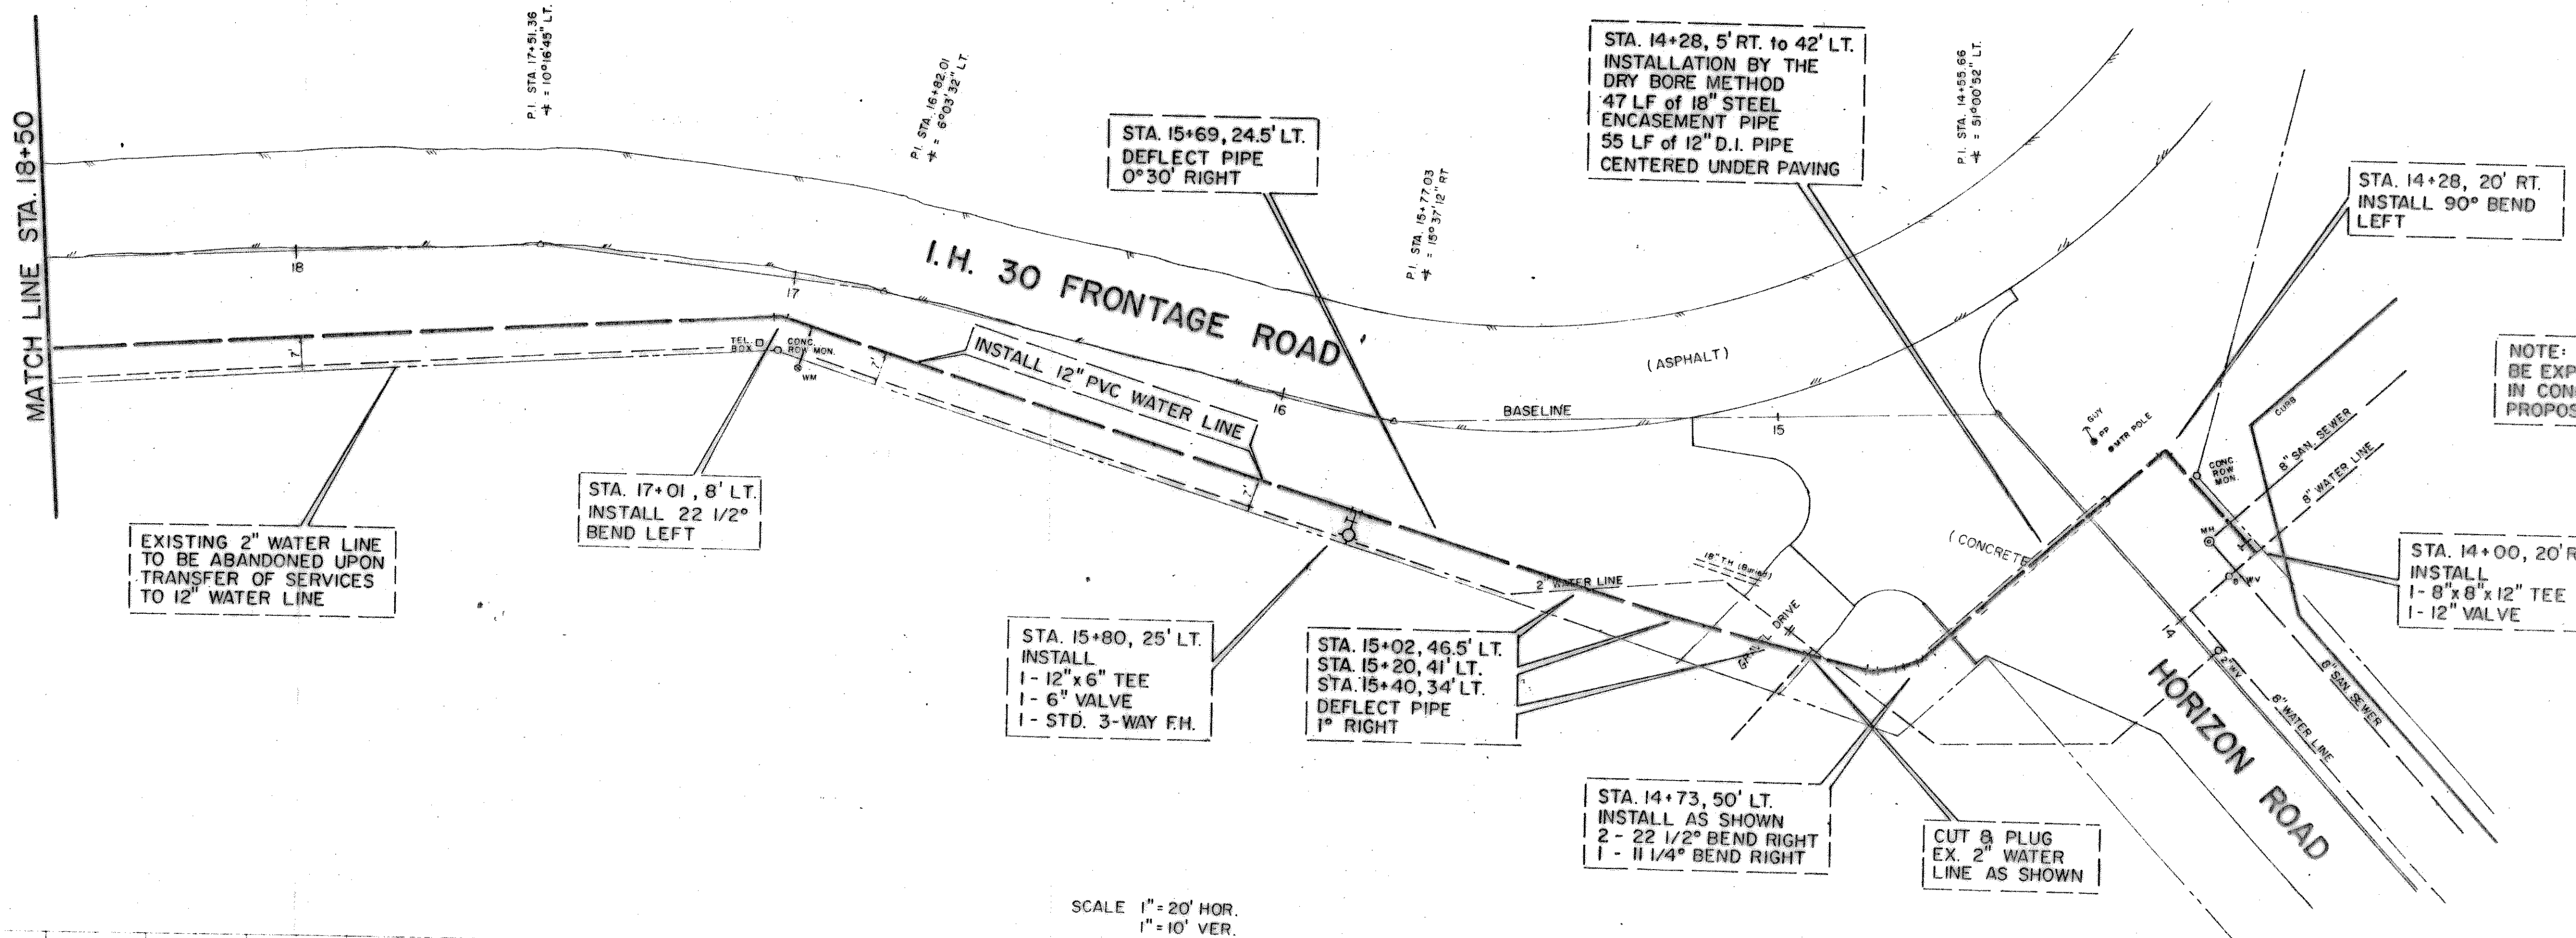 MATCH LINE STA. 18+50
P.I. STA. 17+51.36
= 10°16'45" LT.
P.I. STA. 16+82.01
= 6°03'32" LT.
STA. 15+69, 24.5' LT.
DEFLECT PIPE
0°30' RIGHT
P.I. STA. 15+77.03
= 15°37'12" RT
STA. 14+28, 5' RT. to 42' LT.
INSTALLATION BY THE
DRY BORE METHOD
47 LF of 18" STEEL
ENCASEMENT PIPE
55 LF of 12" D.I. PIPE
CENTERED UNDER PAVING
P.I. STA. 14+55.66
= 51°00'52" LT.
STA. 14+28, 20' RT.
INSTALL 90° BEND
LEFT
NOTE:
BE EXP
IN CON
PROPOS
18
17
16
15
14
I.H. 30 FRONTAGE ROAD
(ASPHALT)
BASELINE
INSTALL 12" PVC WATER LINE
7'
7'
7'
TEL.
BOX
CONC.
ROW MON.
WM
GUY
PP
MTR POLE
CURB
8" SAN. SEWER
8" WATER LINE
CONC.
ROW
MON.
MH
WV
(CONCRETE
18" T.H. (Buried)
2" WATER LINE
GRAVEL DRIVE
2" WV
8" WATER LINE
8" SAN SEWER
HORIZON ROAD
EXISTING 2" WATER LINE
TO BE ABANDONED UPON
TRANSFER OF SERVICES
TO 12" WATER LINE
STA. 17+01, 8' LT.
INSTALL 22 1/2°
BEND LEFT
STA. 15+80, 25' LT.
INSTALL
1 - 12"x 6" TEE
1 - 6" VALVE
1 - STD. 3-WAY F.H.
STA. 15+02, 46.5' LT.
STA. 15+20, 41' LT.
STA. 15+40, 34' LT.
DEFLECT PIPE
1° RIGHT
STA. 14+73, 50' LT.
INSTALL AS SHOWN
2 - 22 1/2° BEND RIGHT
1 - 11 1/4° BEND RIGHT
CUT & PLUG
EX. 2" WATER
LINE AS SHOWN
STA. 14+00, 20' R
INSTALL
1 - 8"x 8"x 12" TEE
1 - 12" VALVE
SCALE 1" = 20' HOR.
1" = 10' VER.